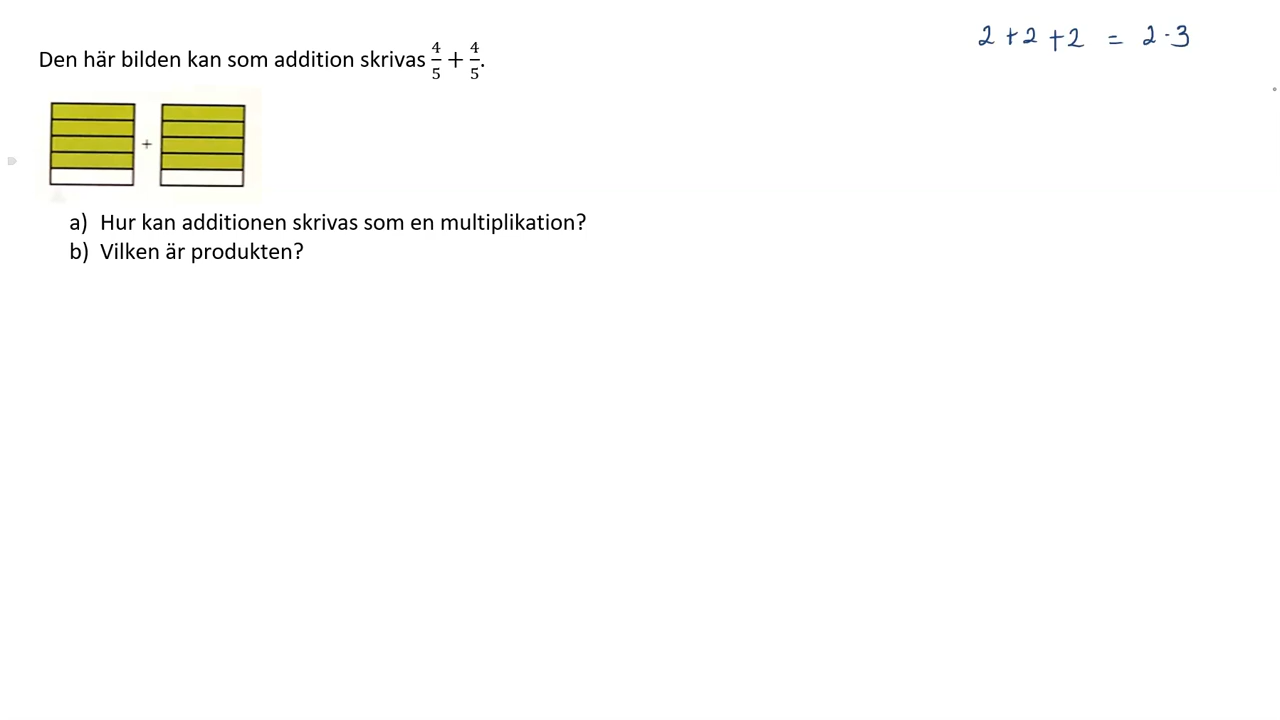 2 + 2 + 2 = 2 · 3
Den här bilden kan som addition skrivas 4/5 + 4/5.
+
a) Hur kan additionen skrivas som en multiplikation?
b) Vilken är produkten?